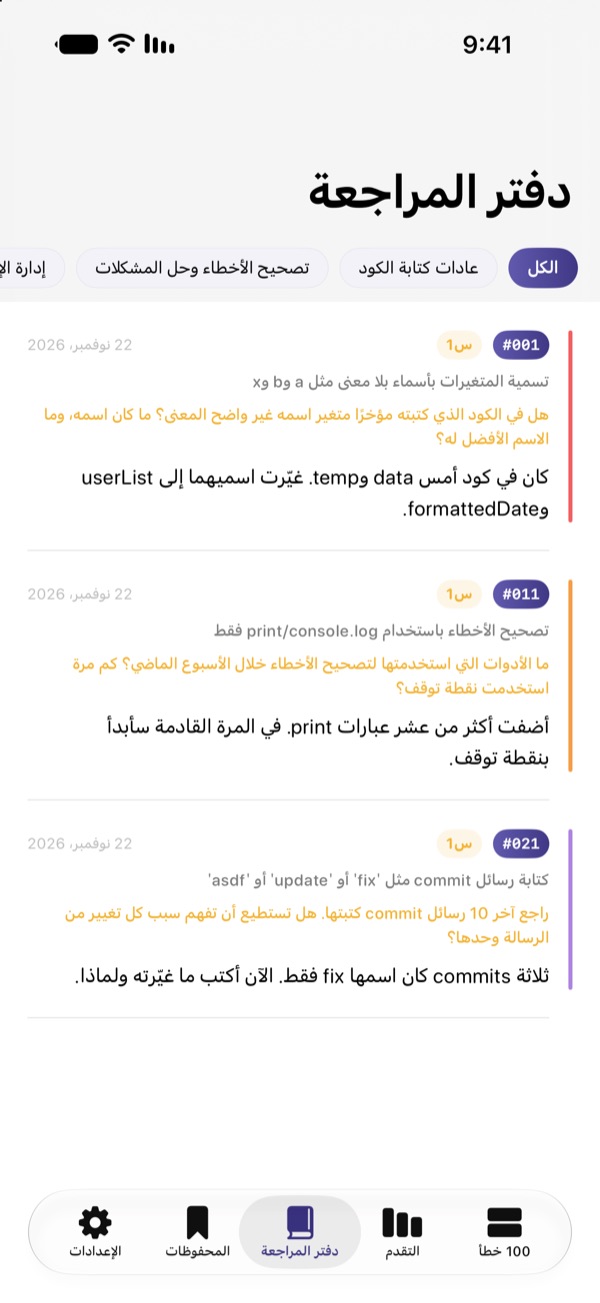 9:41
دفتر المراجعة
الكل
عادات كتابة الكود
تصحيح الأخطاء وحل المشكلات
إدارة الإ
#001
س1
22 نوفمبر، 2026
تسمية المتغيرات بأسماء بلا معنى مثل a وb وx
هل في الكود الذي كتبته مؤخرًا متغير اسمه غير واضح المعنى؟ ما كان اسمه، وما
الاسم الأفضل له؟
كان في كود أمس data وtemp. غيّرت اسميهما إلى userList
وformattedDate.
#011
س1
22 نوفمبر، 2026
تصحيح الأخطاء باستخدام print/console.log فقط
ما الأدوات التي استخدمتها لتصحيح الأخطاء خلال الأسبوع الماضي؟ كم مرة
استخدمت نقطة توقف؟
أضفت أكثر من عشر عبارات print. في المرة القادمة سأبدأ
بنقطة توقف.
#021
س1
22 نوفمبر، 2026
كتابة رسائل commit مثل 'fix' أو 'update' أو 'asdf'
راجع آخر 10 رسائل commit كتبتها. هل تستطيع أن تفهم سبب كل تغيير من
الرسالة وحدها؟
ثلاثة commits كان اسمها fix فقط. الآن أكتب ما غيّرته ولماذا.
100 خطأ
التقدم
دفتر المراجعة
المحفوظات
الإعدادات